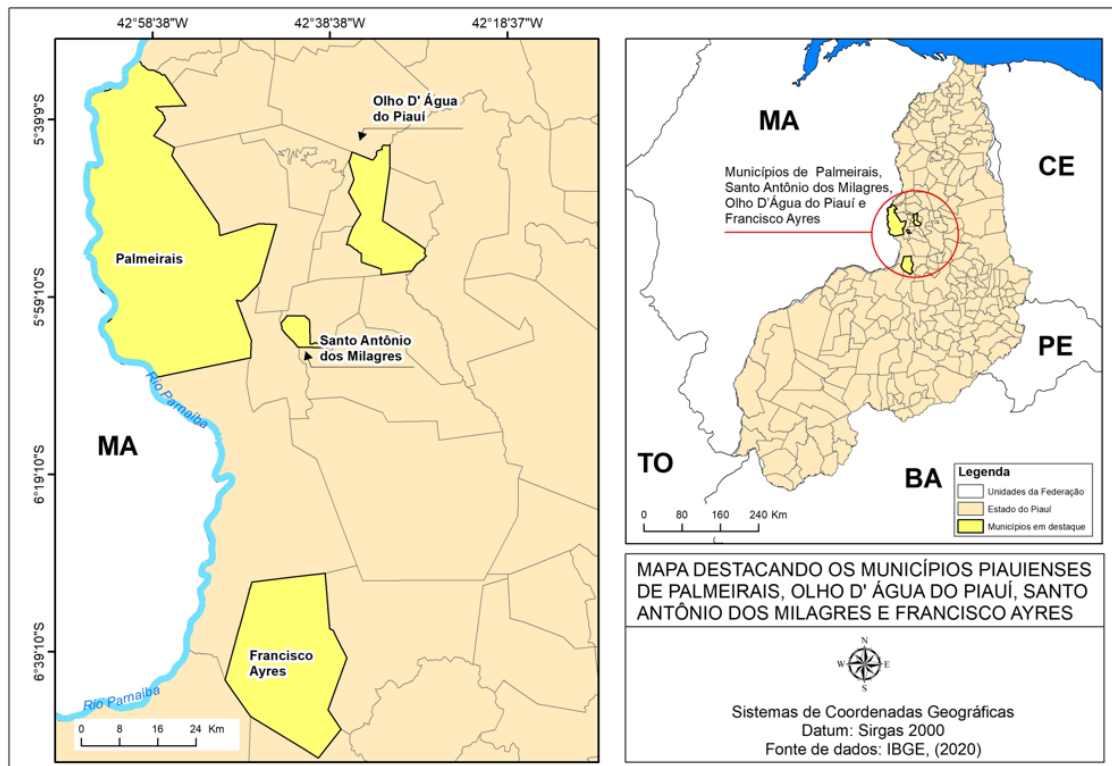 42°58'38"W
42°38'38"W
42°18'37"W
5°39'9"S
5°59'10"S
6°19'10"S
6°39'10"S
Olho D' Água
do Piauí
Palmeirais
Santo Antônio
dos Milagres
Rio Parnaíba
MA
Francisco
Ayres
Rio Parnaíba
0 8 16 24 Km
MA
CE
Municípios de Palmeirais,
Santo Antônio dos Milagres,
Olho D'Água do Piauí e
Francisco Ayres
PE
TO
BA
0 80 160 240 Km
Legenda
Unidades da Federação
Estado do Piauí
Municípios em destaque
MAPA DESTACANDO OS MUNICÍPIOS PIAUIENSES
DE PALMEIRAIS, OLHO D' ÁGUA DO PIAUÍ, SANTO
ANTÔNIO DOS MILAGRES E FRANCISCO AYRES
N
W E
S
Sistemas de Coordenadas Geográficas
Datum: Sirgas 2000
Fonte de dados: IBGE, (2020)